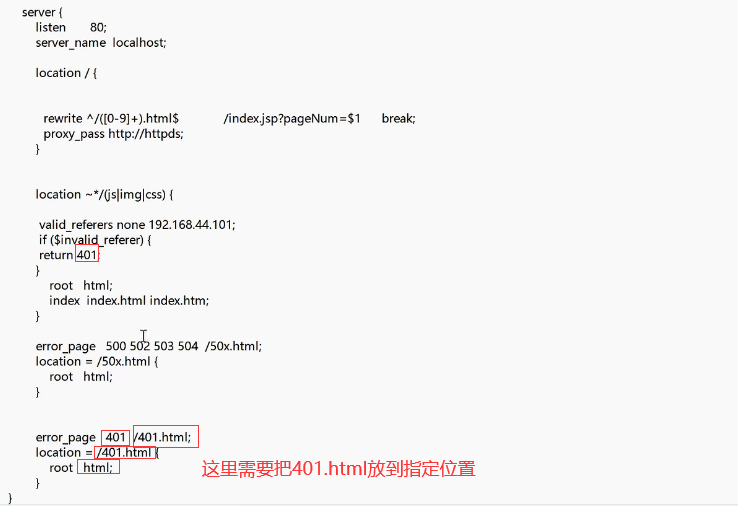 server {
listen 80;
server_name localhost;
location / {
rewrite ^/([0-9]+).html$ /index.jsp?pageNum=$1 break;
proxy_pass http://httpds;
}
location ~*/(js|img|css) {
valid_referers none 192.168.44.101;
if ($invalid_referer) {
return 401;
}
root html;
index index.html index.htm;
}
error_page 500 502 503 504 /50x.html;
location = /50x.html {
root html;
}
error_page 401 /401.html;
location = /401.html {
root html; 这里需要把401.html放到指定位置
}
}